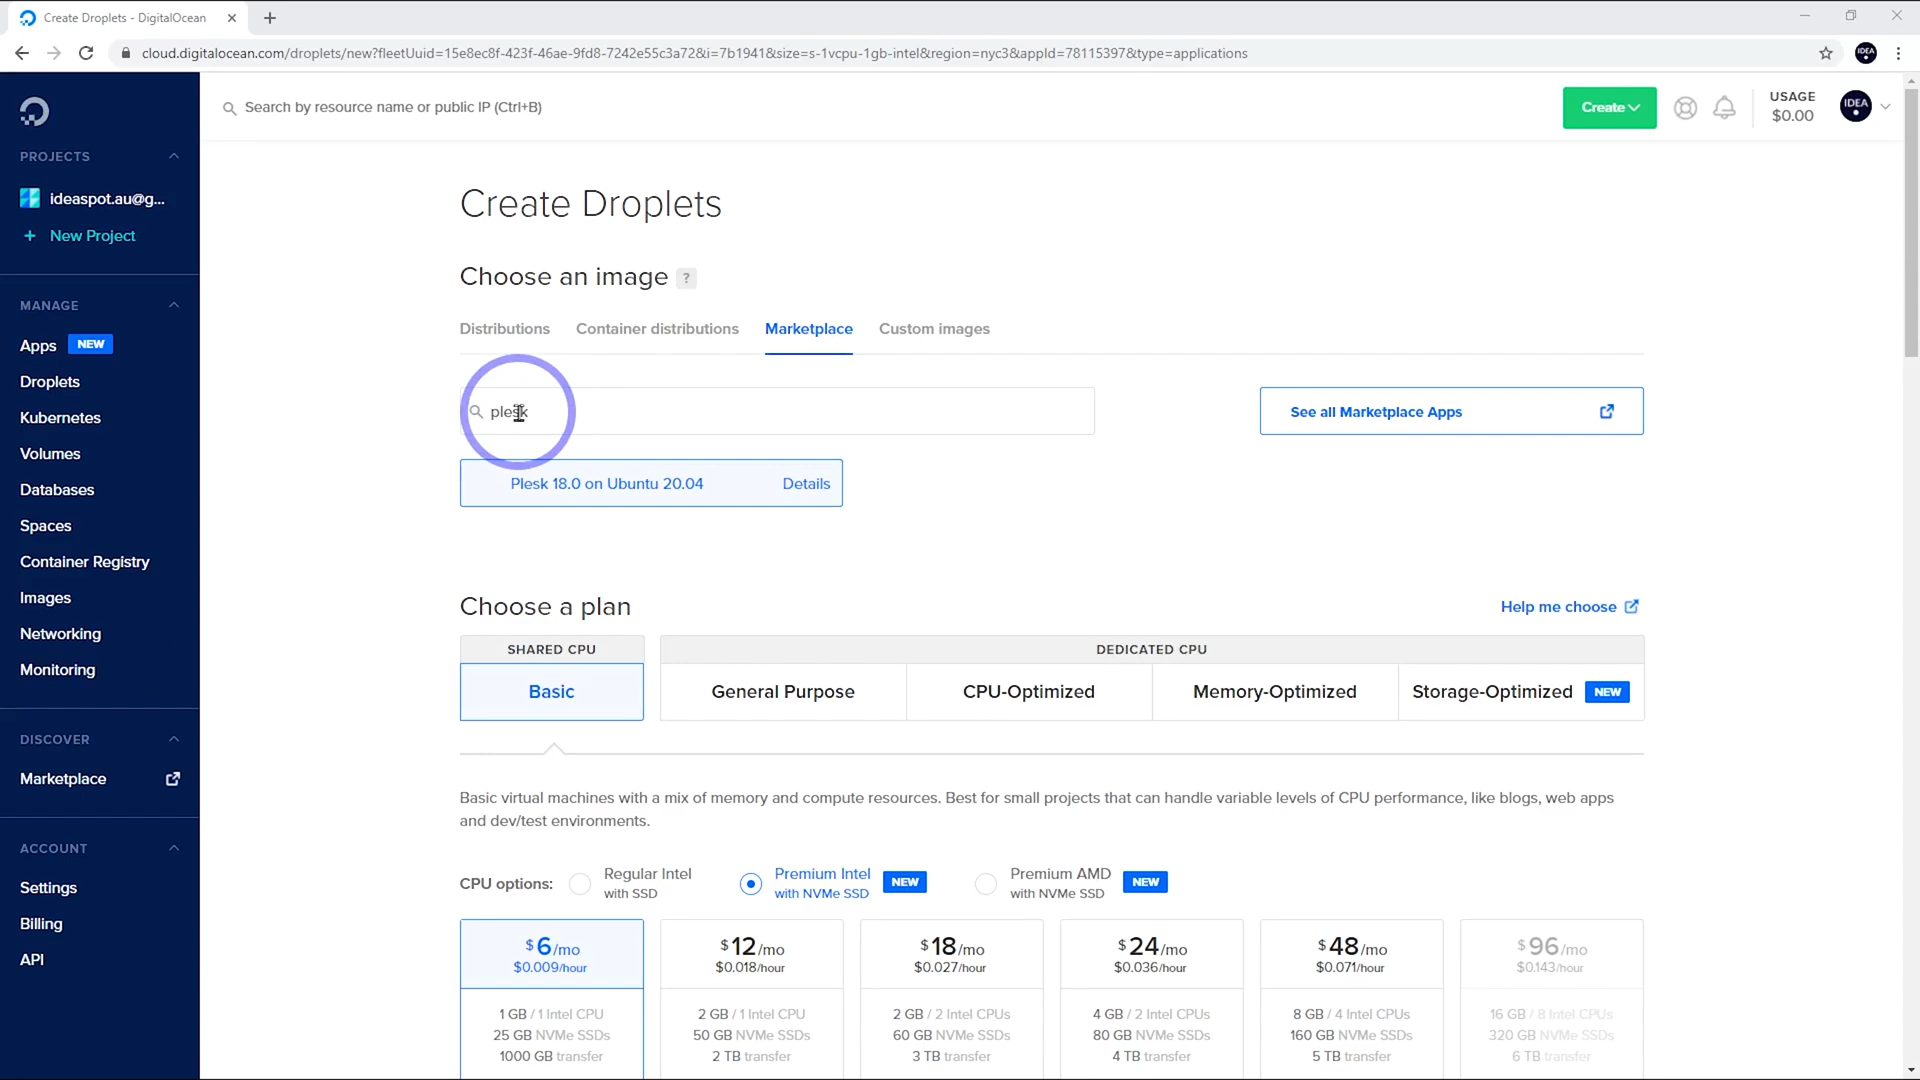 Create Droplets - DigitalOcean
cloud.digitalocean.com/droplets/new?fleetUuid=15e8ec8f-423f-46ae-9fd8-7242e55c3a72&i=7b1941&size=s-1vcpu-1gb-intel&region=nyc3&appId=78115397&type=applications
IDEA
Search by resource name or public IP (Ctrl+B)
Create
USAGE
$0.00
IDEA
PROJECTS
ideaspot.au@g...
+ New Project
MANAGE
Apps NEW
Droplets
Kubernetes
Volumes
Databases
Spaces
Container Registry
Images
Networking
Monitoring
DISCOVER
Marketplace
ACCOUNT
Settings
Billing
API
Create Droplets
Choose an image ?
Distributions Container distributions Marketplace Custom images
plesk
See all Marketplace Apps
Plesk 18.0 on Ubuntu 20.04 Details
Choose a plan
Help me choose
SHARED CPU DEDICATED CPU
Basic General Purpose CPU-Optimized Memory-Optimized Storage-Optimized NEW
Basic virtual machines with a mix of memory and compute resources. Best for small projects that can handle variable levels of CPU performance, like blogs, web apps
and dev/test environments.
CPU options: Regular Intel with SSD Premium Intel with NVMe SSD NEW Premium AMD with NVMe SSD NEW
$6/mo $12/mo $18/mo $24/mo $48/mo $96/mo
$0.009/hour $0.018/hour $0.027/hour $0.036/hour $0.071/hour $0.143/hour
1 GB / 1 Intel CPU 2 GB / 1 Intel CPU 2 GB / 2 Intel CPUs 4 GB / 2 Intel CPUs 8 GB / 4 Intel CPUs 16 GB / 8 Intel CPUs
25 GB NVMe SSDs 50 GB NVMe SSDs 60 GB NVMe SSDs 80 GB NVMe SSDs 160 GB NVMe SSDs 320 GB NVMe SSDs
1000 GB transfer 2 TB transfer 3 TB transfer 4 TB transfer 5 TB transfer 6 TB transfer